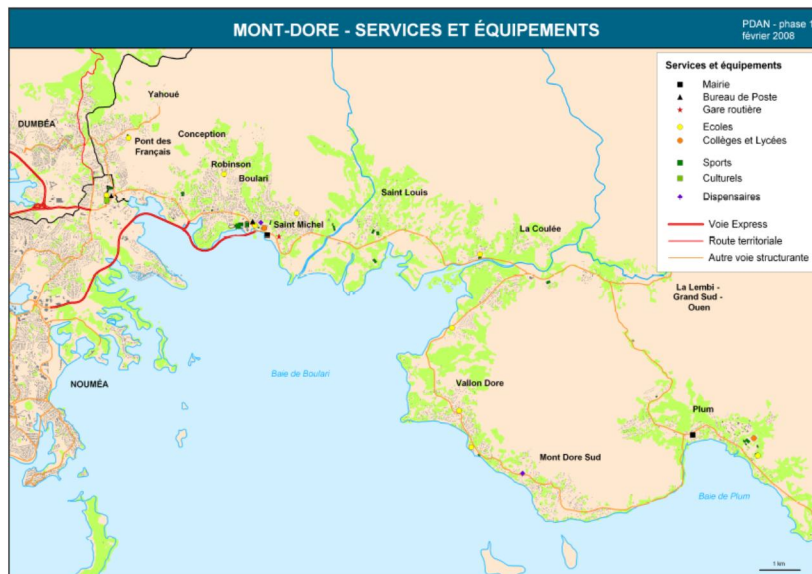 MONT-DORE - SERVICES ET ÉQUIPEMENTS
PDAN - phase 1
février 2008
Services et équipements
Mairie
Bureau de Poste
Gare routière
Ecoles
Collèges et Lycées
Sports
Culturels
Dispensaires
Voie Express
Route territoriale
Autre voie structurante
Yahoué
DUMBÉA
Conception
Pont des
Français
Robinson
Boulari
Saint Louis
Saint Michel
La Coulée
La Lembi -
Grand Sud -
Ouen
Baie de Boulari
NOUMÉA
Vallon Dore
Plum
Mont Dore Sud
Baie de Plum
1 km